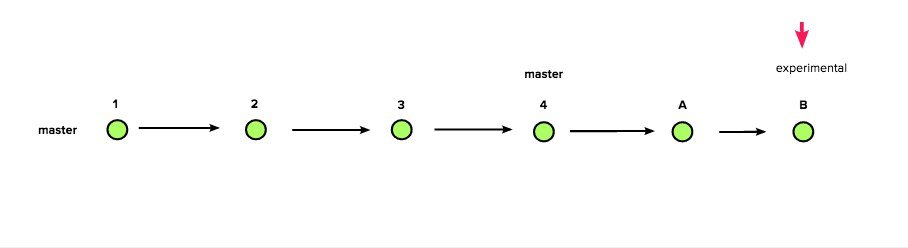 experimental
master
1 2 3 4 A B
master